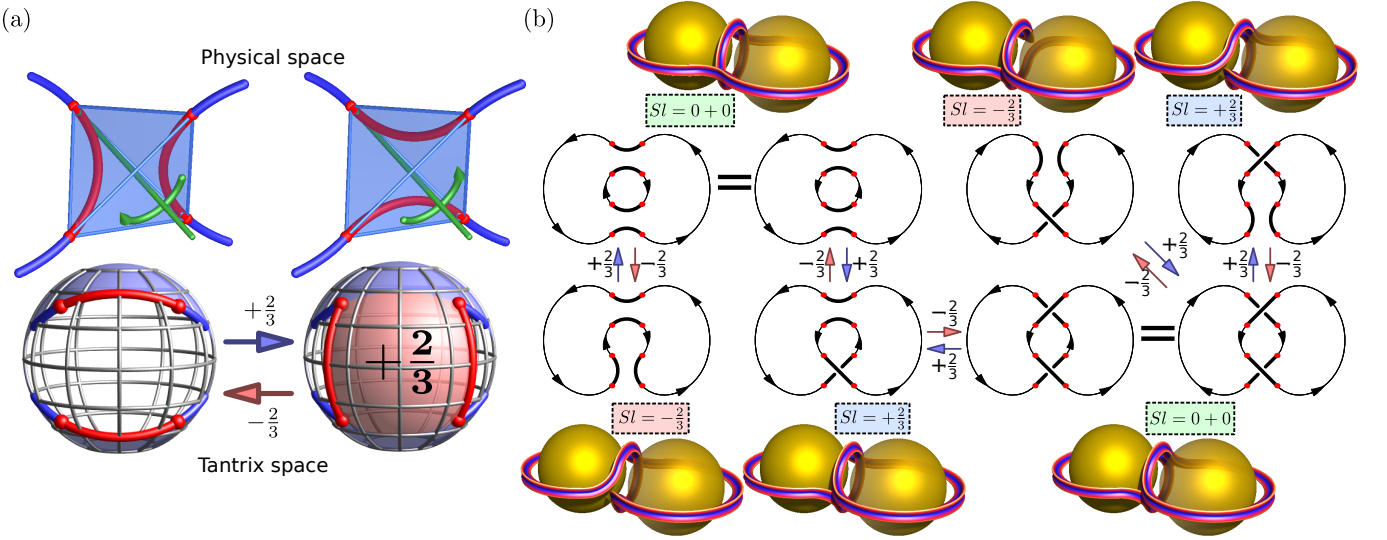 (a)
Physical space
+2/3
−2/3
+2/3
Tantrix space
(b)
Sl = 0 + 0
Sl = −2/3
Sl = +2/3
=
+2/3
−2/3
−2/3
+2/3
+2/3
−2/3
+2/3
−2/3
−2/3
+2/3
=
Sl = −2/3
Sl = +2/3
Sl = 0 + 0